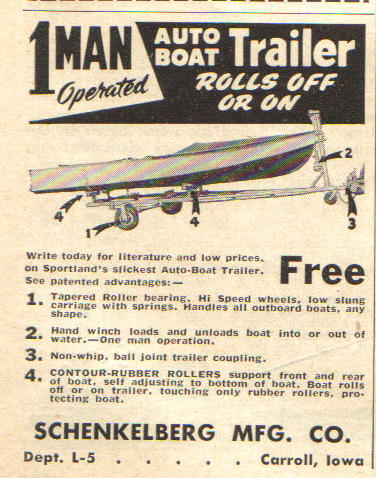 1 MAN
Operated
AUTO
BOAT Trailer
ROLLS OFF
OR ON
2
4
4
1
3
Write today for literature and low prices,
on Sportland's slickest Auto-Boat Trailer.
See patented advantages:—
Free
1. Tapered Roller bearing, Hi Speed wheels, low slung
carriage with springs. Handles all outboard boats, any
shape.
2. Hand winch loads and unloads boat into or out of
water.—One man operation.
3. Non-whip, ball joint trailer coupling.
4. CONTOUR-RUBBER ROLLERS support front and rear
of boat, self adjusting to bottom of boat. Boat rolls
off or on trailer, touching only rubber rollers, pro-
tecting boat.
SCHENKELBERG MFG. CO.
Dept. L-5 . . . . . Carroll, Iowa